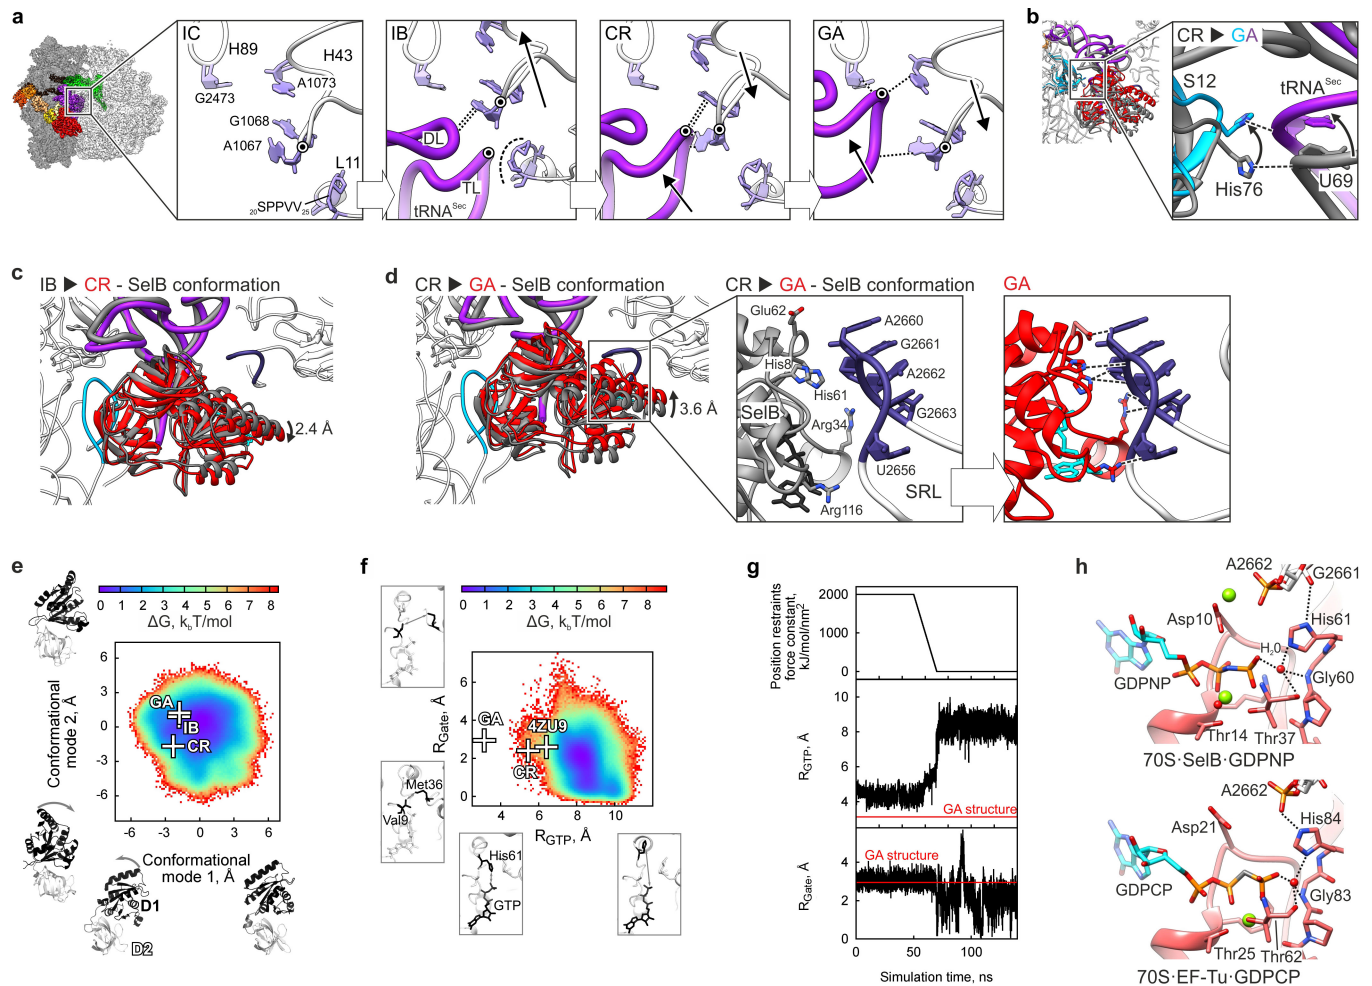 a
IC
H89
H43
G2473
A1073
G1068
A1067
L11
20SPPVV25
IB
DL
TL
tRNASec
CR
GA
b
CR ► GA
S12
tRNASec
His76
U69
c
IB ► CR - SelB conformation
2.4 Å
d
CR ► GA - SelB conformation
3.6 Å
CR ► GA - SelB conformation
Glu62
A2660
G2661
His8
A2662
His61
SelB
G2663
Arg34
U2656
SRL
Arg116
GA
e
0 1 2 3 4 5 6 7 8
ΔG, kbT/mol
Conformational
mode 2, Å
6
3
0
-3
-6
GA
IB
CR
-6 -3 0 3 6
Conformational
mode 1, Å
D1
D2
f
0 1 2 3 4 5 6 7 8
ΔG, kbT/mol
RGate, Å
6
4
2
0
GA
4ZU9
CR
4 6 8 10
RGTP, Å
Met36
Val9
His61
GTP
g
Position restraints
force constant,
kJ/mol/nm2
2000
1000
0
RGTP, Å
10
8
6
4
GA structure
RGate, Å
4
2
0
GA structure
0 50 100
Simulation time, ns
h
A2662
G2661
Asp10
His61
H20
GDPNP
Gly60
Thr14
Thr37
70S·SelB·GDPNP
A2662
Asp21
His84
GDPCP
Gly83
Thr25
Thr62
70S·EF-Tu·GDPCP